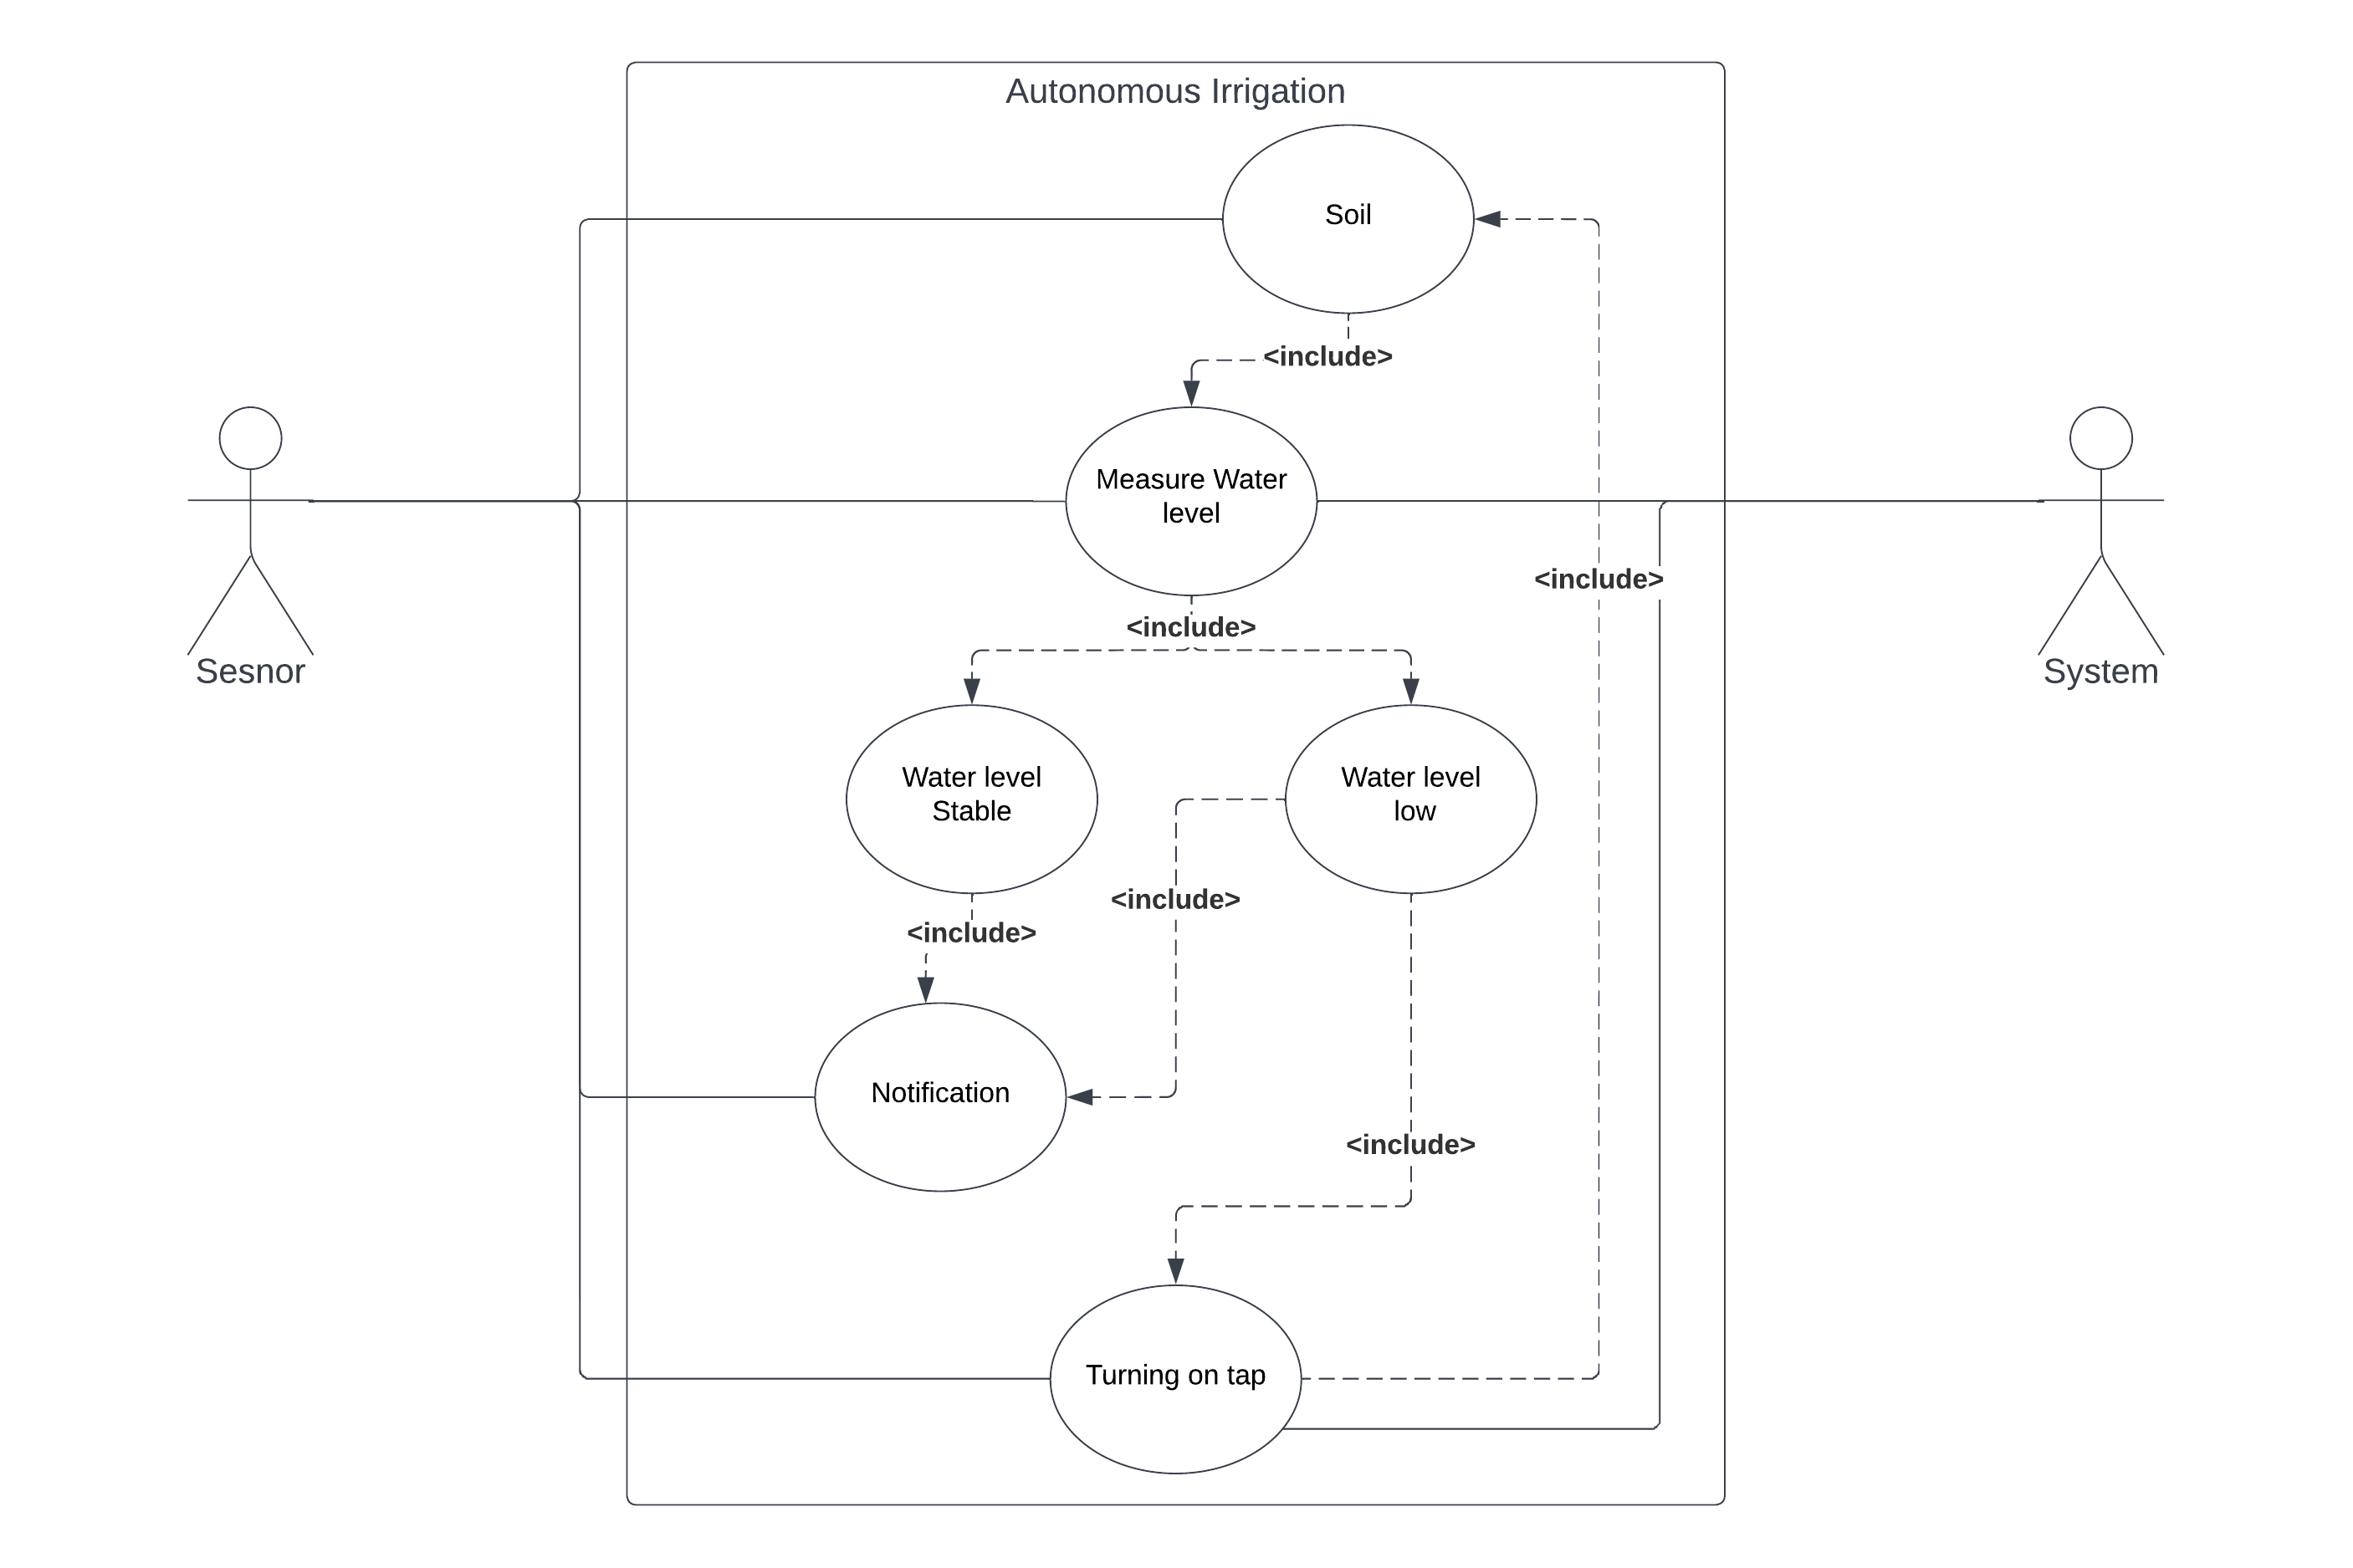 Autonomous Irrigation
Soil
<include>
Measure Water
level
<include>
<include>
Sesnor
System
Water level
Stable
Water level
low
<include>
<include>
Notification
<include>
Turning on tap